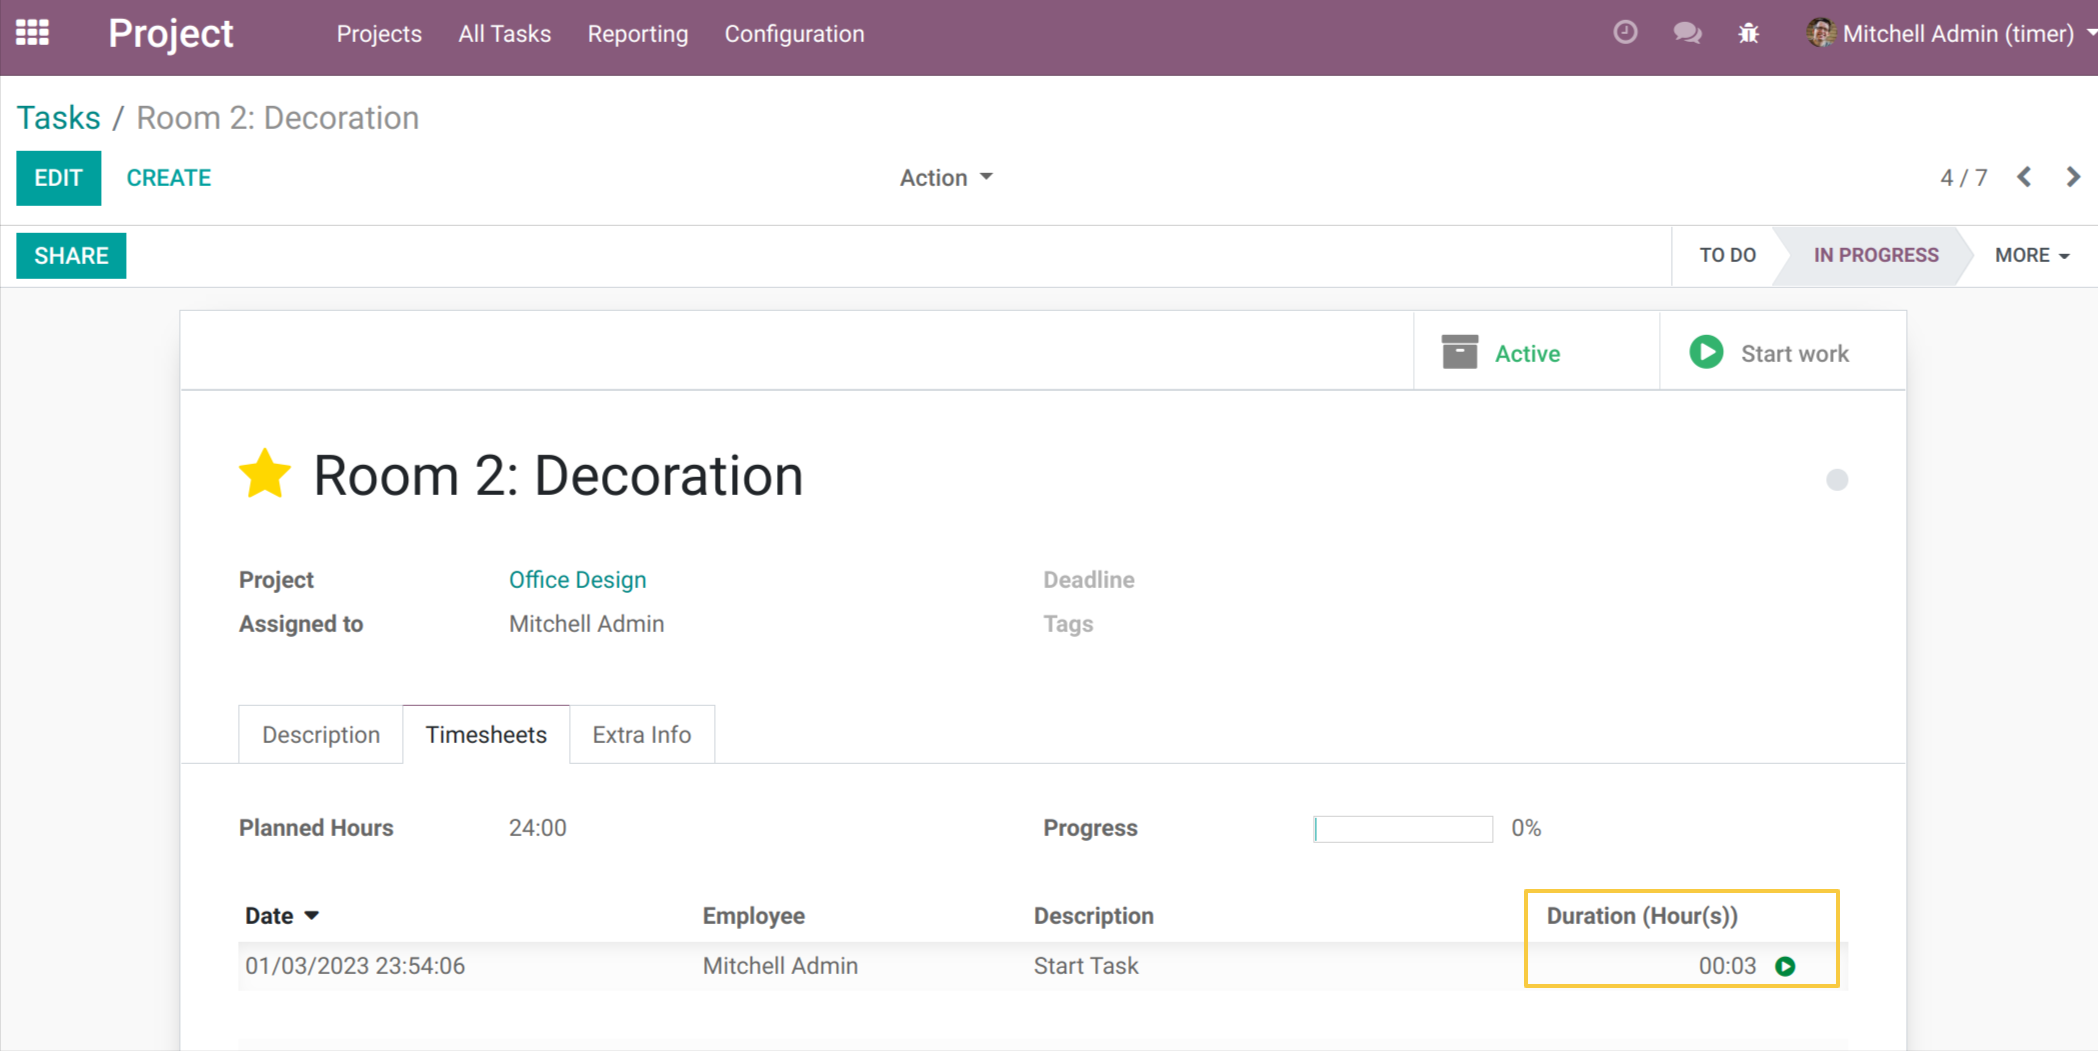 Project Projects All Tasks Reporting Configuration Mitchell Admin (timer)
Tasks / Room 2: Decoration
EDIT CREATE Action 4 / 7
SHARE TO DO IN PROGRESS MORE
Active Start work
Room 2: Decoration
Project Office Design Deadline
Assigned to Mitchell Admin Tags
Description Timesheets Extra Info
Planned Hours 24:00 Progress 0%
Date Employee Description Duration (Hour(s))
01/03/2023 23:54:06 Mitchell Admin Start Task 00:03